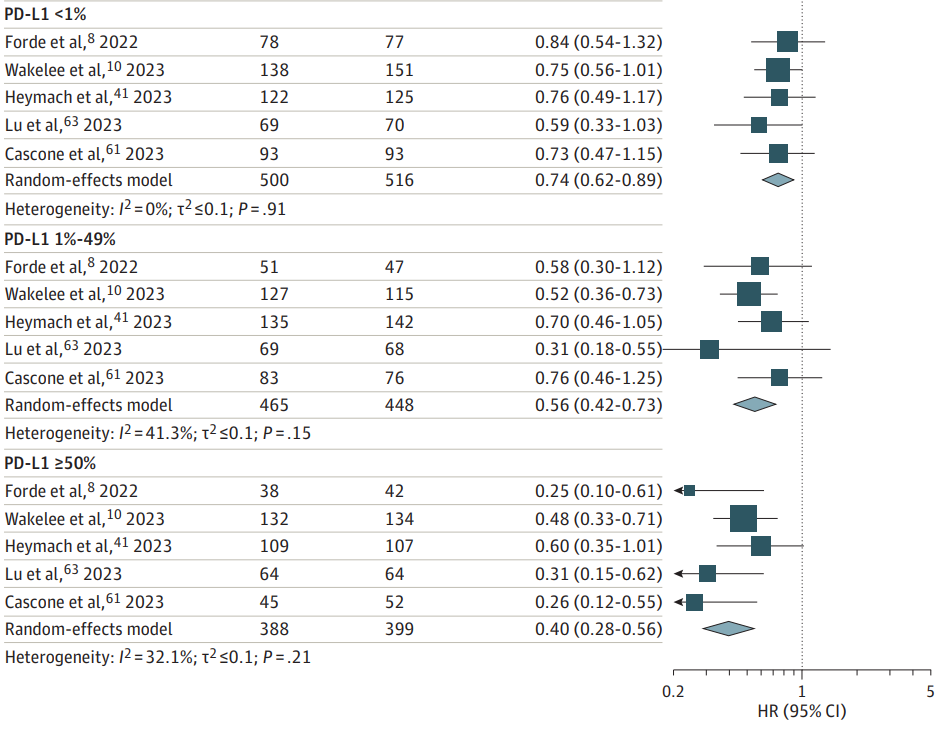 PD-L1 <1%
Forde et al,⁸ 2022 78 77 0.84 (0.54-1.32)
Wakelee et al,¹⁰ 2023 138 151 0.75 (0.56-1.01)
Heymach et al,⁴¹ 2023 122 125 0.76 (0.49-1.17)
Lu et al,⁶³ 2023 69 70 0.59 (0.33-1.03)
Cascone et al,⁶¹ 2023 93 93 0.73 (0.47-1.15)
Random-effects model 500 516 0.74 (0.62-0.89)
Heterogeneity: I² = 0%; τ² ≤0.1; P = .91
PD-L1 1%-49%
Forde et al,⁸ 2022 51 47 0.58 (0.30-1.12)
Wakelee et al,¹⁰ 2023 127 115 0.52 (0.36-0.73)
Heymach et al,⁴¹ 2023 135 142 0.70 (0.46-1.05)
Lu et al,⁶³ 2023 69 68 0.31 (0.18-0.55)
Cascone et al,⁶¹ 2023 83 76 0.76 (0.46-1.25)
Random-effects model 465 448 0.56 (0.42-0.73)
Heterogeneity: I² = 41.3%; τ² ≤0.1; P = .15
PD-L1 ≥50%
Forde et al,⁸ 2022 38 42 0.25 (0.10-0.61)
Wakelee et al,¹⁰ 2023 132 134 0.48 (0.33-0.71)
Heymach et al,⁴¹ 2023 109 107 0.60 (0.35-1.01)
Lu et al,⁶³ 2023 64 64 0.31 (0.15-0.62)
Cascone et al,⁶¹ 2023 45 52 0.26 (0.12-0.55)
Random-effects model 388 399 0.40 (0.28-0.56)
Heterogeneity: I² = 32.1%; τ² ≤0.1; P = .21
0.2 1 5
HR (95% CI)